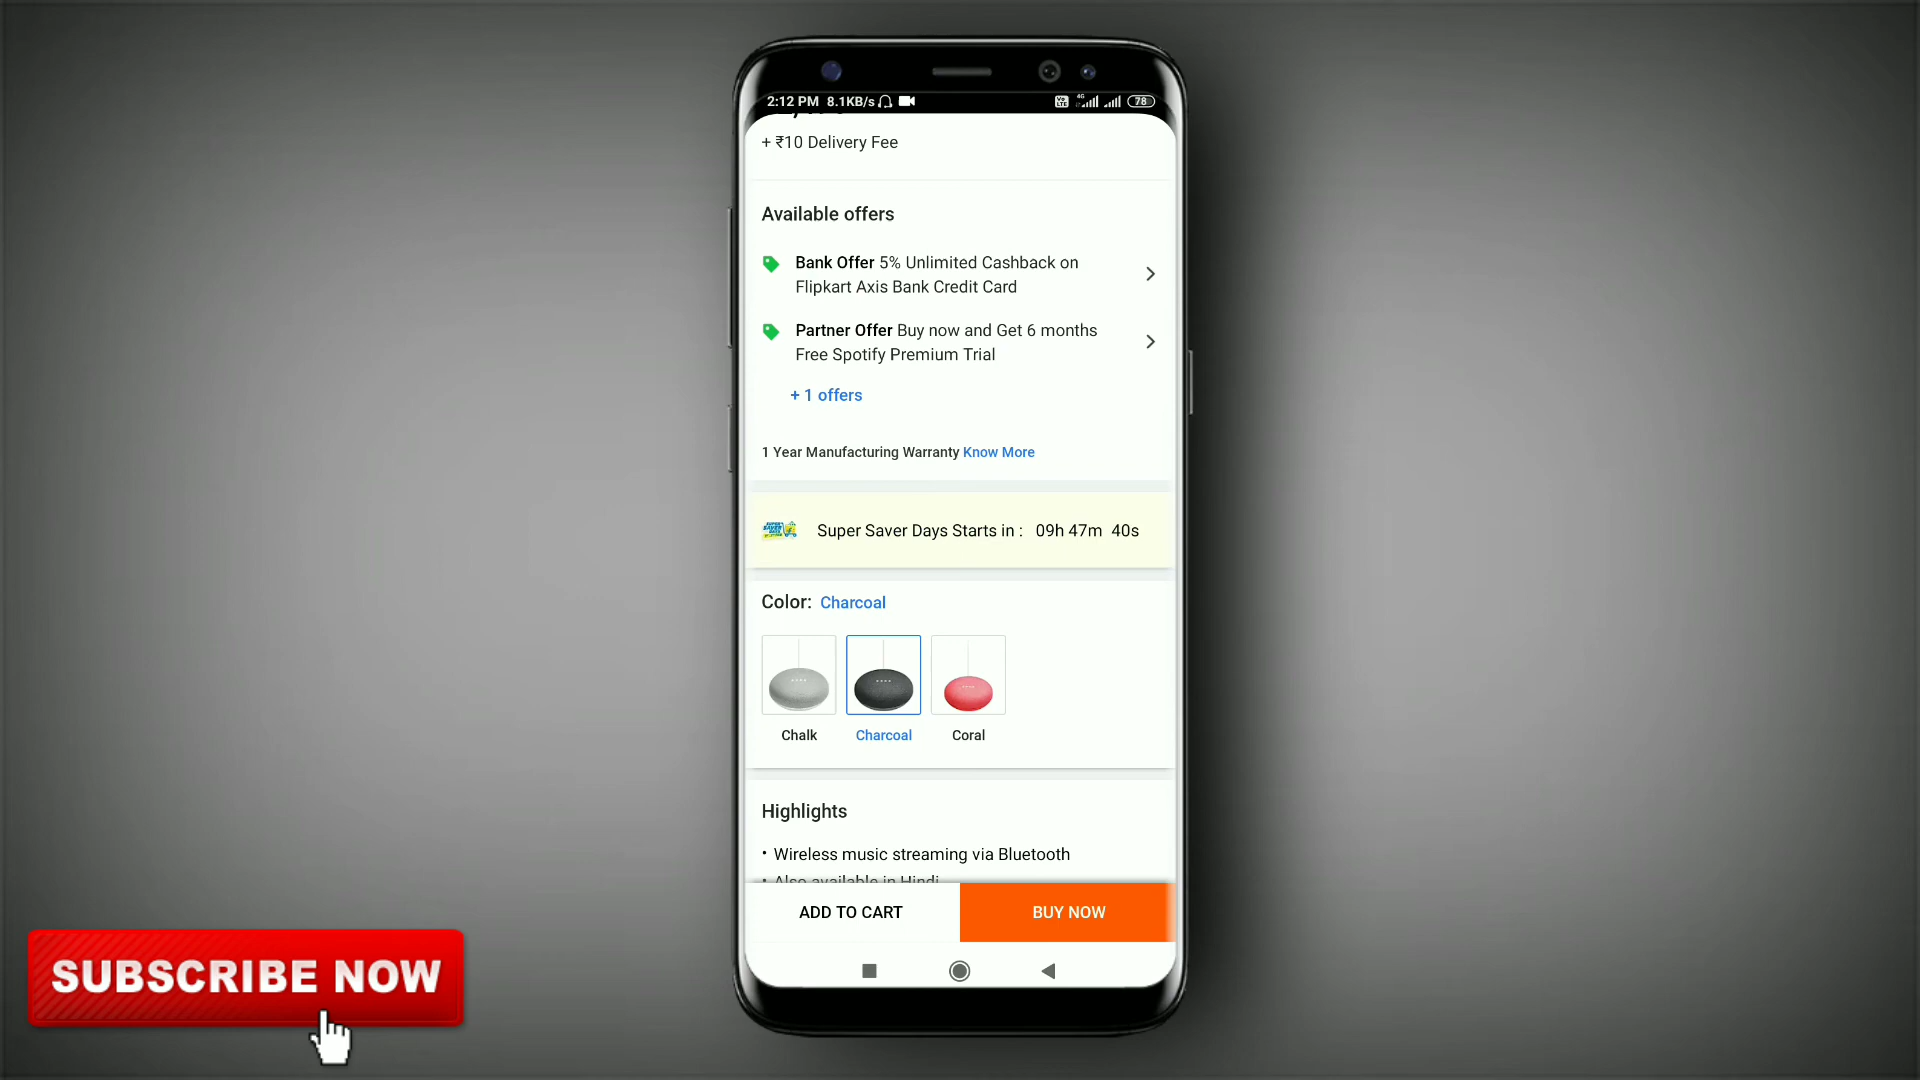 2:12 PM 8.1KB/s
4G
78
+ ₹10 Delivery Fee
Available offers
Bank Offer 5% Unlimited Cashback on
Flipkart Axis Bank Credit Card
Partner Offer Buy now and Get 6 months
Free Spotify Premium Trial
+ 1 offers
1 Year Manufacturing Warranty Know More
Super Saver Days Starts in : 09h 47m 40s
Color: Charcoal
Chalk Charcoal Coral
Highlights
• Wireless music streaming via Bluetooth
• Also available in Hindi
ADD TO CART BUY NOW
SUBSCRIBE NOW